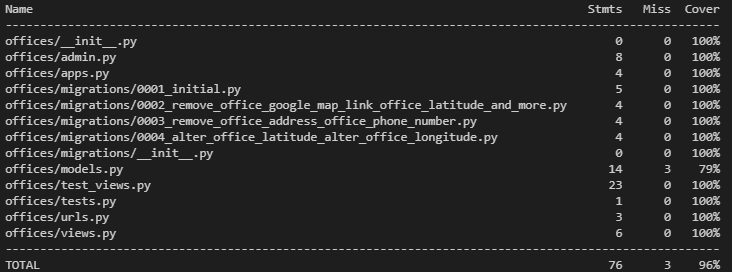 Name Stmts Miss Cover
--------------------------------------------------------------------------------------
offices/__init__.py 0 0 100%
offices/admin.py 8 0 100%
offices/apps.py 4 0 100%
offices/migrations/0001_initial.py 5 0 100%
offices/migrations/0002_remove_office_google_map_link_office_latitude_and_more.py 4 0 100%
offices/migrations/0003_remove_office_address_office_phone_number.py 4 0 100%
offices/migrations/0004_alter_office_latitude_alter_office_longitude.py 4 0 100%
offices/migrations/__init__.py 0 0 100%
offices/models.py 14 3 79%
offices/test_views.py 23 0 100%
offices/tests.py 1 0 100%
offices/urls.py 3 0 100%
offices/views.py 6 0 100%
--------------------------------------------------------------------------------------
TOTAL 76 3 96%